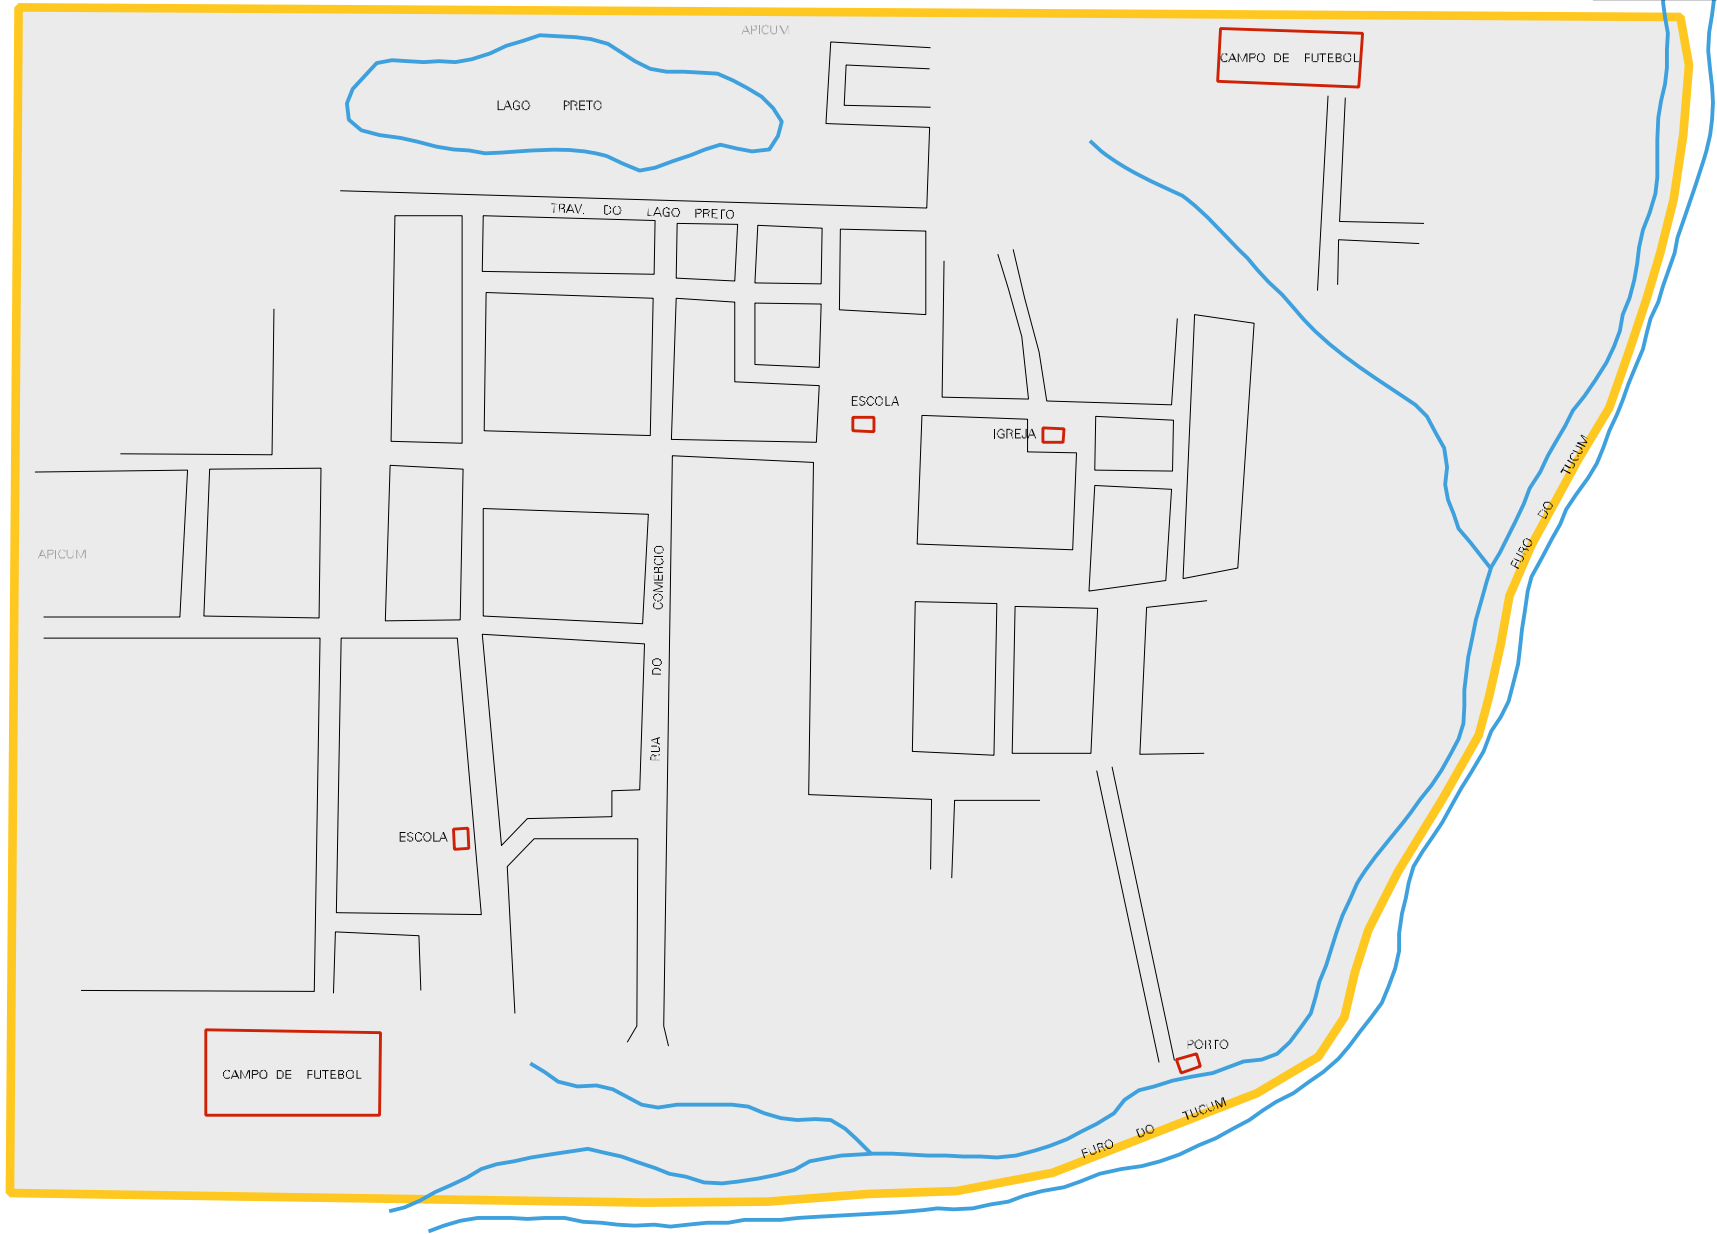 APICUM
CAMPO DE FUTEBOL
LAGO PRETO
TRAV. DO LAGO PRETO
ESCOLA
IGREJA
FURO DO TUCUM
APICUM
RUA DO COMERCIO
ESCOLA
PORTO
CAMPO DE FUTEBOL
FURO DO TUCUM